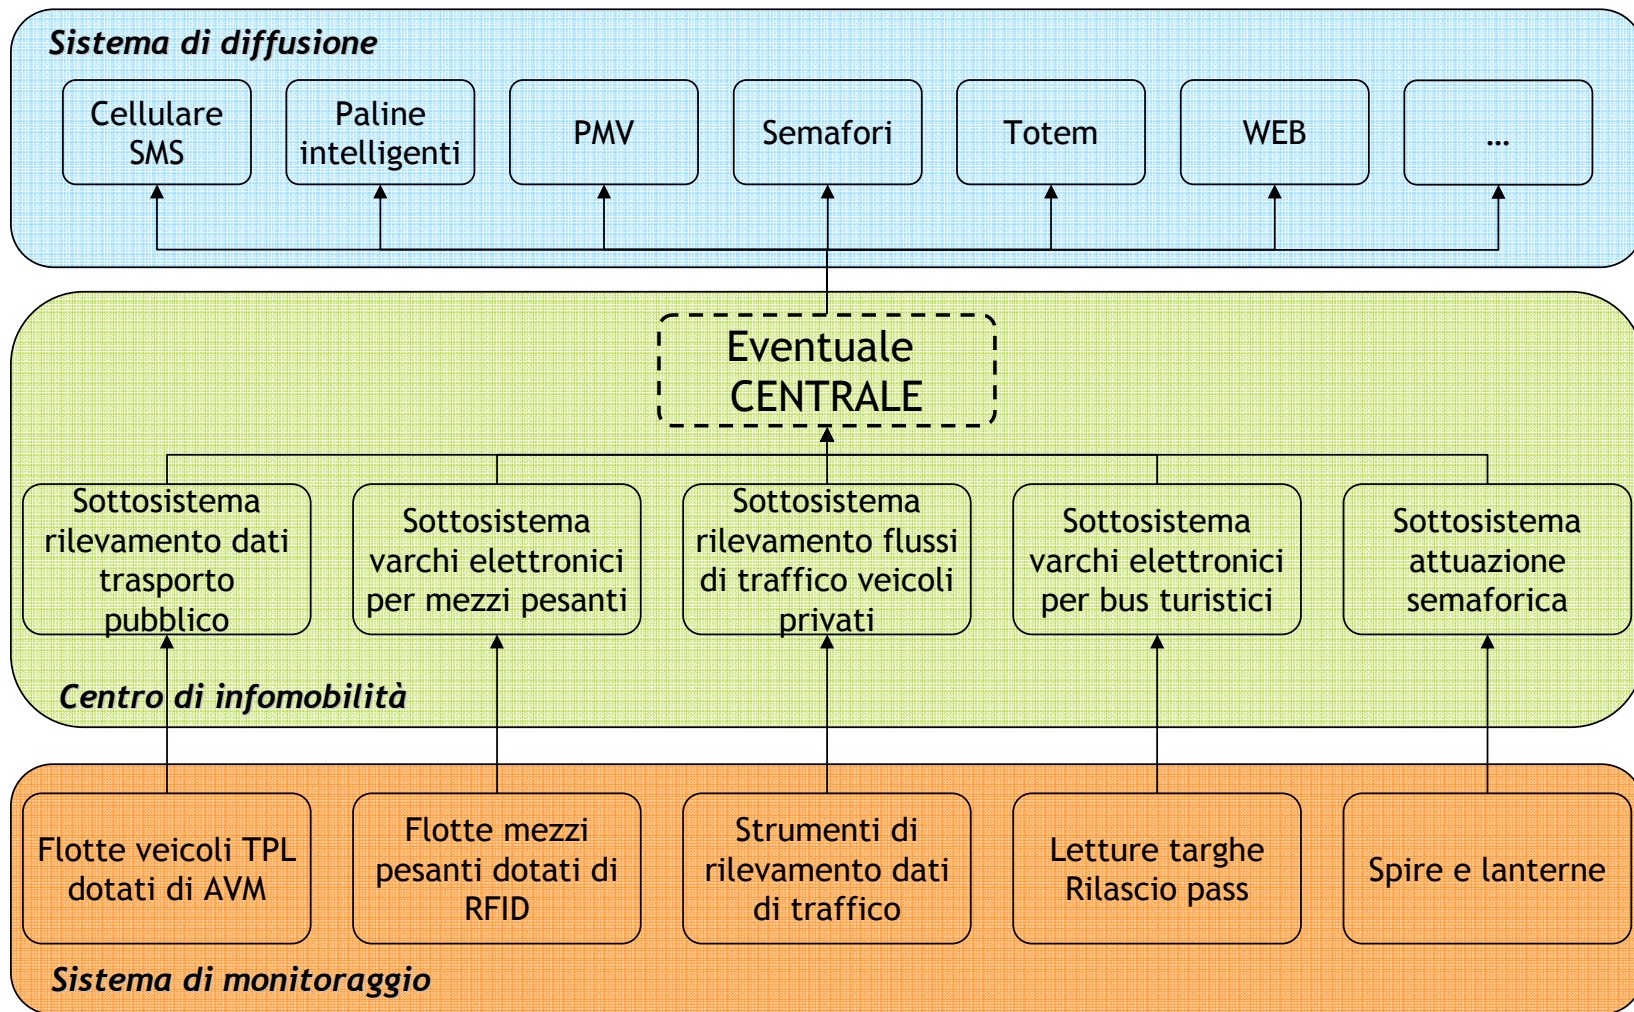 Sistema di diffusione
Cellulare
SMS
Paline
intelligenti
PMV
Semafori
Totem
WEB
…
Eventuale
CENTRALE
Sottosistema
rilevamento dati
trasporto
pubblico
Sottosistema
varchi elettronici
per mezzi pesanti
Sottosistema
rilevamento flussi
di traffico veicoli
privati
Sottosistema
varchi elettronici
per bus turistici
Sottosistema
attuazione
semaforica
Centro di infomobilità
Flotte veicoli TPL
dotati di AVM
Flotte mezzi
pesanti dotati di
RFID
Strumenti di
rilevamento dati
di traffico
Letture targhe
Rilascio pass
Spire e lanterne
Sistema di monitoraggio